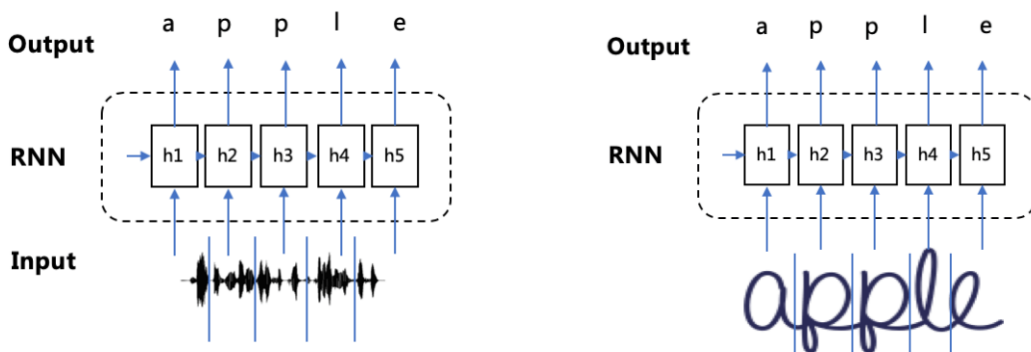 a p p l e
Output
RNN
h1 h2 h3 h4 h5
Input
a p p l e
Output
RNN
h1 h2 h3 h4 h5
apple